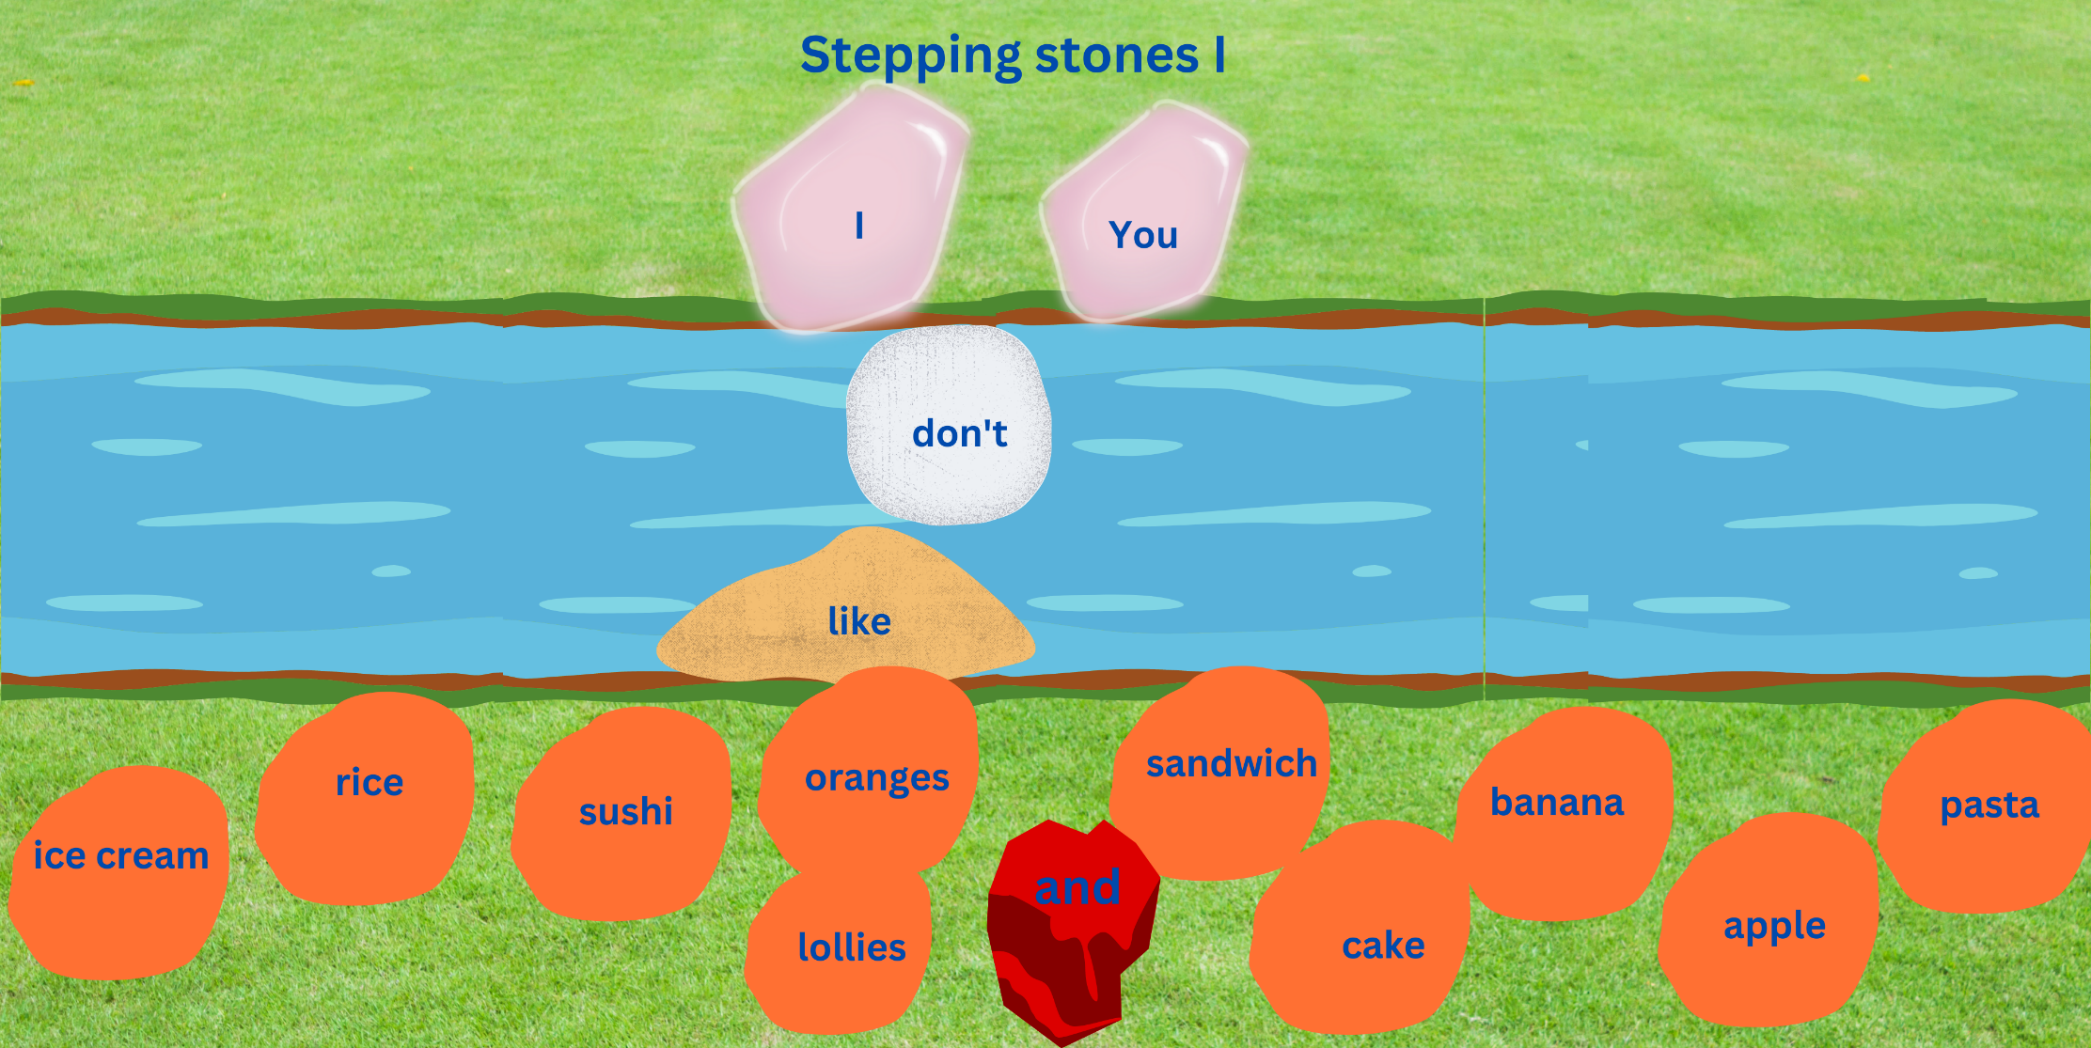 Stepping stones I
I
You
don't
like
ice cream
rice
sushi
oranges
lollies
and
sandwich
cake
banana
apple
pasta